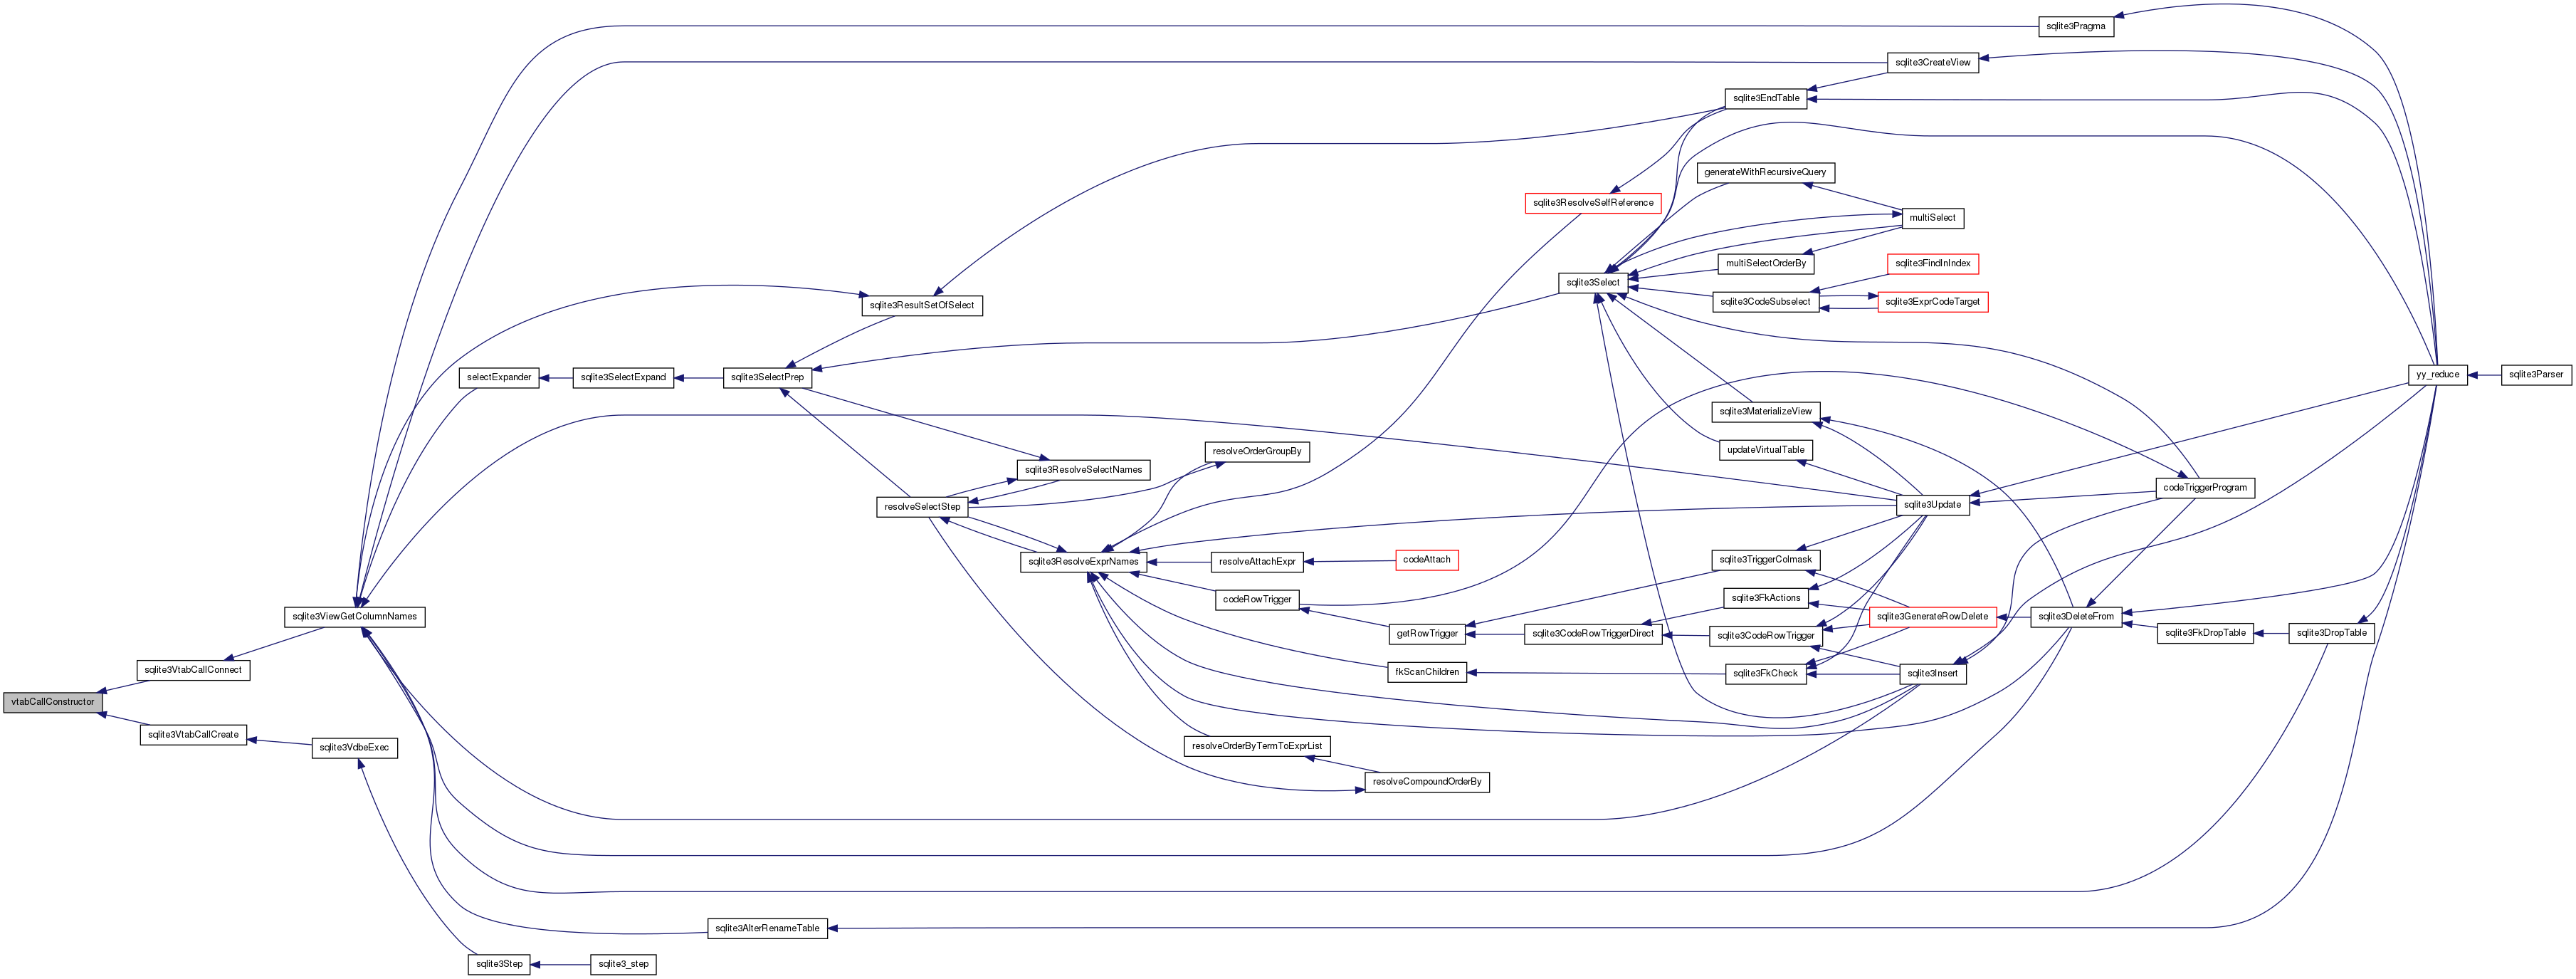 sqlite3Pragma
sqlite3CreateView
sqlite3EndTable
generateWithRecursiveQuery
sqlite3ResolveSelfReference
multiSelect
multiSelectOrderBy
sqlite3FindInIndex
sqlite3Select
sqlite3ResultSetOfSelect
sqlite3CodeSubselect
sqlite3ExprCodeTarget
selectExpander
sqlite3SelectExpand
sqlite3SelectPrep
yy_reduce
sqlite3Parser
sqlite3MaterializeView
resolveOrderGroupBy
updateVirtualTable
sqlite3ResolveSelectNames
codeTriggerProgram
resolveSelectStep
sqlite3Update
sqlite3ResolveExprNames
resolveAttachExpr
codeAttach
sqlite3TriggerColmask
codeRowTrigger
sqlite3FkActions
sqlite3ViewGetColumnNames
sqlite3GenerateRowDelete
sqlite3DeleteFrom
getRowTrigger
sqlite3CodeRowTriggerDirect
sqlite3CodeRowTrigger
sqlite3FkDropTable
sqlite3DropTable
sqlite3VtabCallConnect
fkScanChildren
sqlite3FkCheck
sqlite3Insert
vtabCallConstructor
sqlite3VtabCallCreate
sqlite3VdbeExec
resolveOrderByTermToExprList
resolveCompoundOrderBy
sqlite3AlterRenameTable
sqlite3Step
sqlite3_step